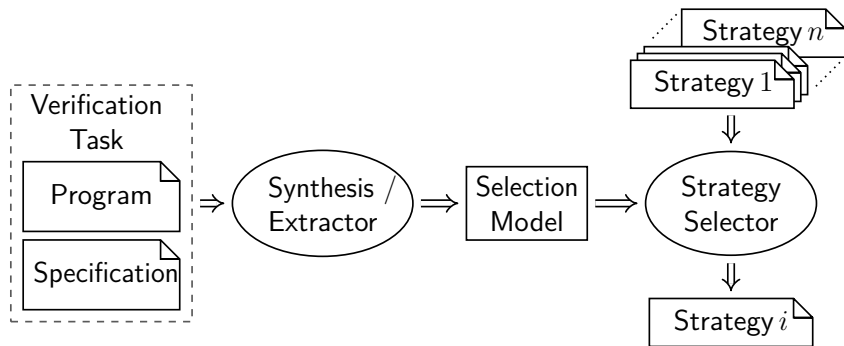 Strategy n
Strategy 1
Verification
Task
Program
Specification
Synthesis /
Extractor
Selection
Model
Strategy
Selector
Strategy i